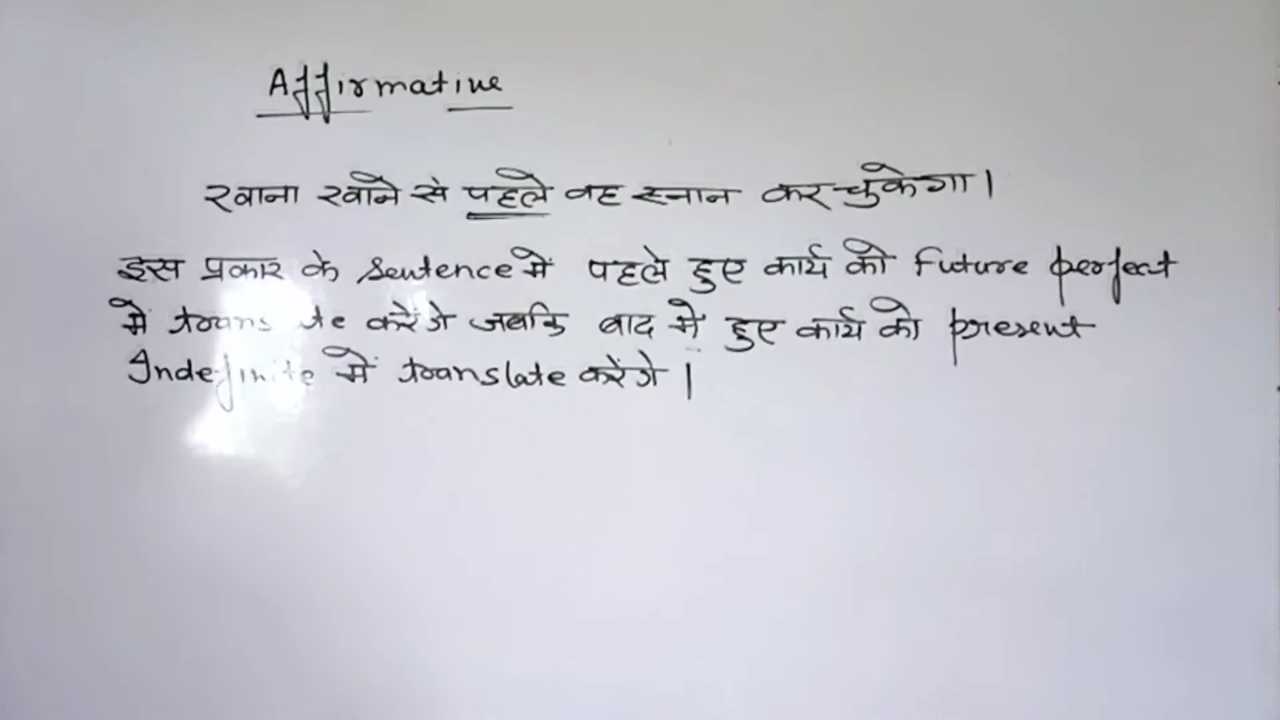 Affirmative
खाना खाने से पहले वह स्नान कर चुकेगा।
इस प्रकार के Sentence में पहले हुए कार्य को Future perfect
में translate करेंगे जबकि बाद में हुए कार्य को present
Indefinite में translate करेंगे।